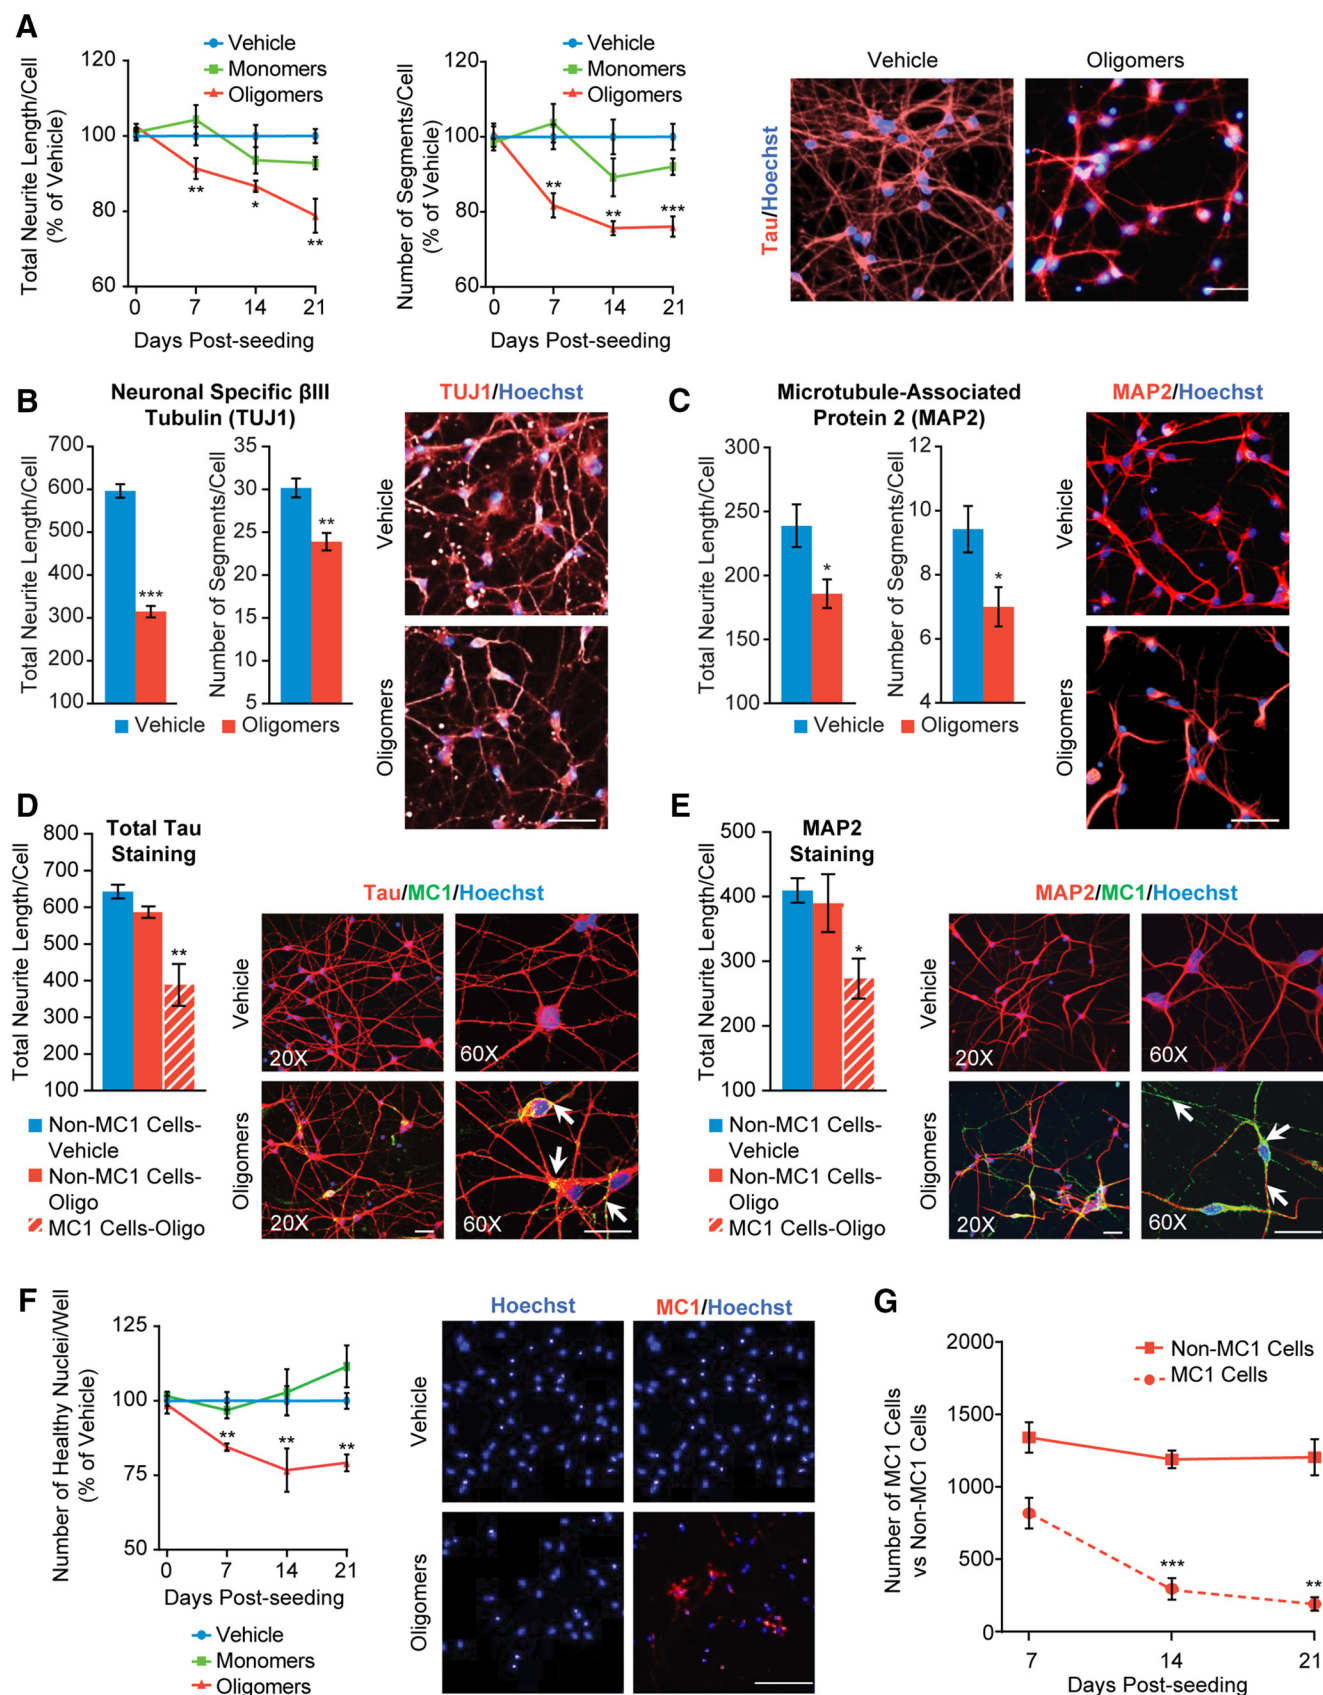 A
Total Neurite Length/Cell
(% of Vehicle)
120
100
80
60
0 7 14 21
Days Post-seeding
Vehicle
Monomers
Oligomers
Number of Segments/Cell
(% of Vehicle)
120
100
80
60
0 7 14 21
Days Post-seeding
Vehicle
Monomers
Oligomers
**
*
**
**
**
***
Vehicle Oligomers
Tau/Hoechst
B
Neuronal Specific βIII
Tubulin (TUJ1)
Total Neurite Length/Cell
700
600
500
400
300
200
100
***
Number of Segments/Cell
35
30
25
20
15
10
5
**
Vehicle Oligomers
TUJ1/Hoechst
Vehicle
Oligomers
C
Microtubule-Associated
Protein 2 (MAP2)
Total Neurite Length/Cell
300
250
200
150
100
*
Number of Segments/Cell
12
10
8
6
4
*
Vehicle Oligomers
MAP2/Hoechst
Vehicle
Oligomers
D
Total Tau
Staining
Total Neurite Length/Cell
800
700
600
500
400
300
200
100
**
Non-MC1 Cells-
Vehicle
Non-MC1 Cells-
Oligo
MC1 Cells-Oligo
Tau/MC1/Hoechst
Vehicle
20X 60X
Oligomers
20X 60X
E
MAP2
Staining
Total Neurite Length/Cell
500
400
300
200
100
*
Non-MC1 Cells-
Vehicle
Non-MC1 Cells-
Oligo
MC1 Cells-Oligo
MAP2/MC1/Hoechst
Vehicle
20X 60X
Oligomers
20X 60X
F
Number of Healthy Nuclei/Well
(% of Vehicle)
125
100
75
50
**
**
**
0 7 14 21
Days Post-seeding
Vehicle
Monomers
Oligomers
Hoechst MC1/Hoechst
Vehicle
Oligomers
G
Number of MC1 Cells
vs Non-MC1 Cells
2000
1500
1000
500
0
Non-MC1 Cells
MC1 Cells
***
**
7 14 21
Days Post-seeding